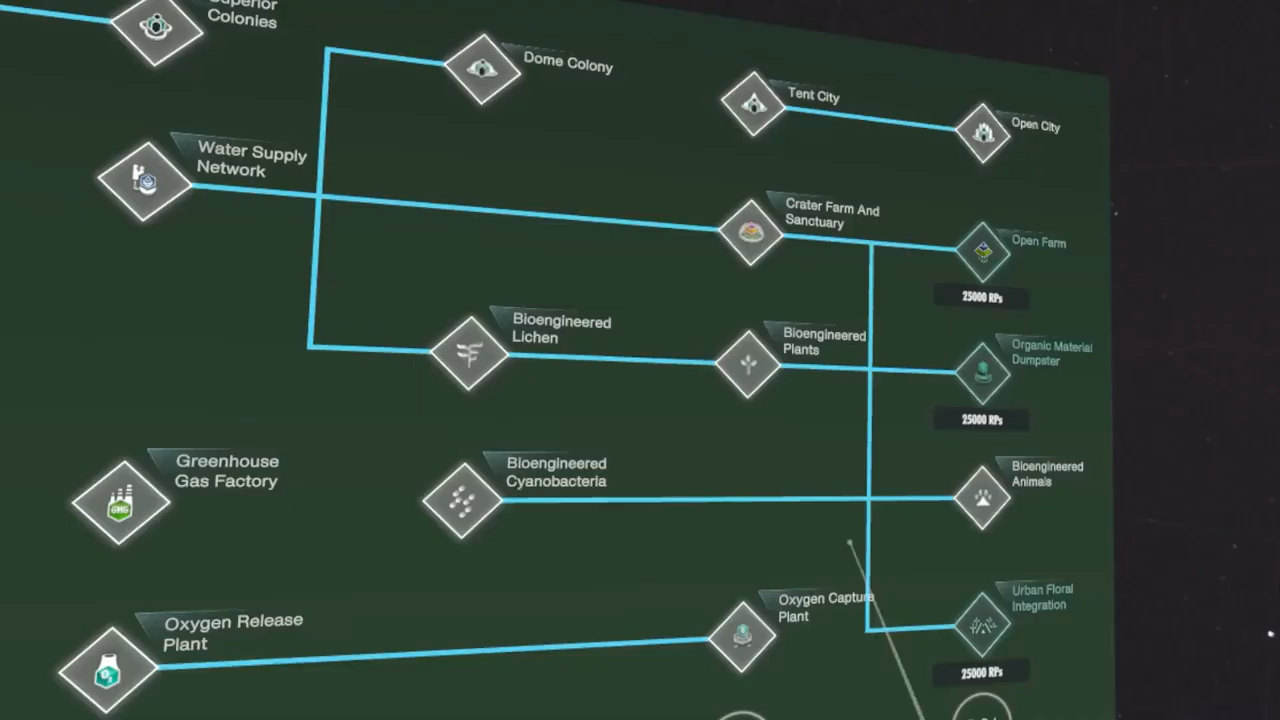 Superior
Colonies
Dome Colony
Tent City
Open City
Water Supply
Network
Crater Farm And
Sanctuary
Open Farm
25000 RPs
Bioengineered
Lichen
Bioengineered
Plants
Organic Material
Dumpster
25000 RPs
Greenhouse
Gas Factory
GHG
Bioengineered
Cyanobacteria
Bioengineered
Animals
Oxygen Release
Plant
Oxygen Capture
Plant
Urban Floral
Integration
25000 RPs